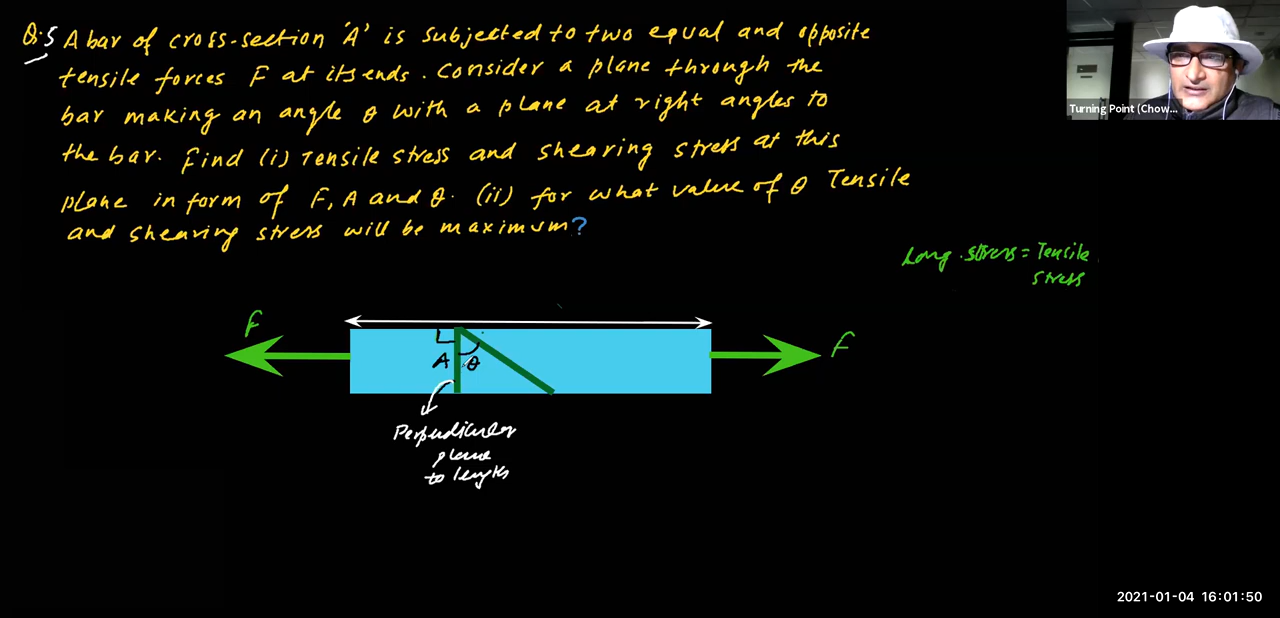 Q.5 A bar of cross-section 'A' is subjected to two equal and opposite
tensile forces F at its ends. Consider a plane through the
bar making an angle θ with a plane at right angles to
the bar. Find (i) Tensile stress and shearing stress at this
plane in form of F, A and θ. (ii) for what value of θ Tensile
and shearing stress will be maximum?
Turning Point (Chow...
Long. stress = Tensile
stress
F
F
A θ
Perpendicular
plane
to length
2021-01-04 16:01:50